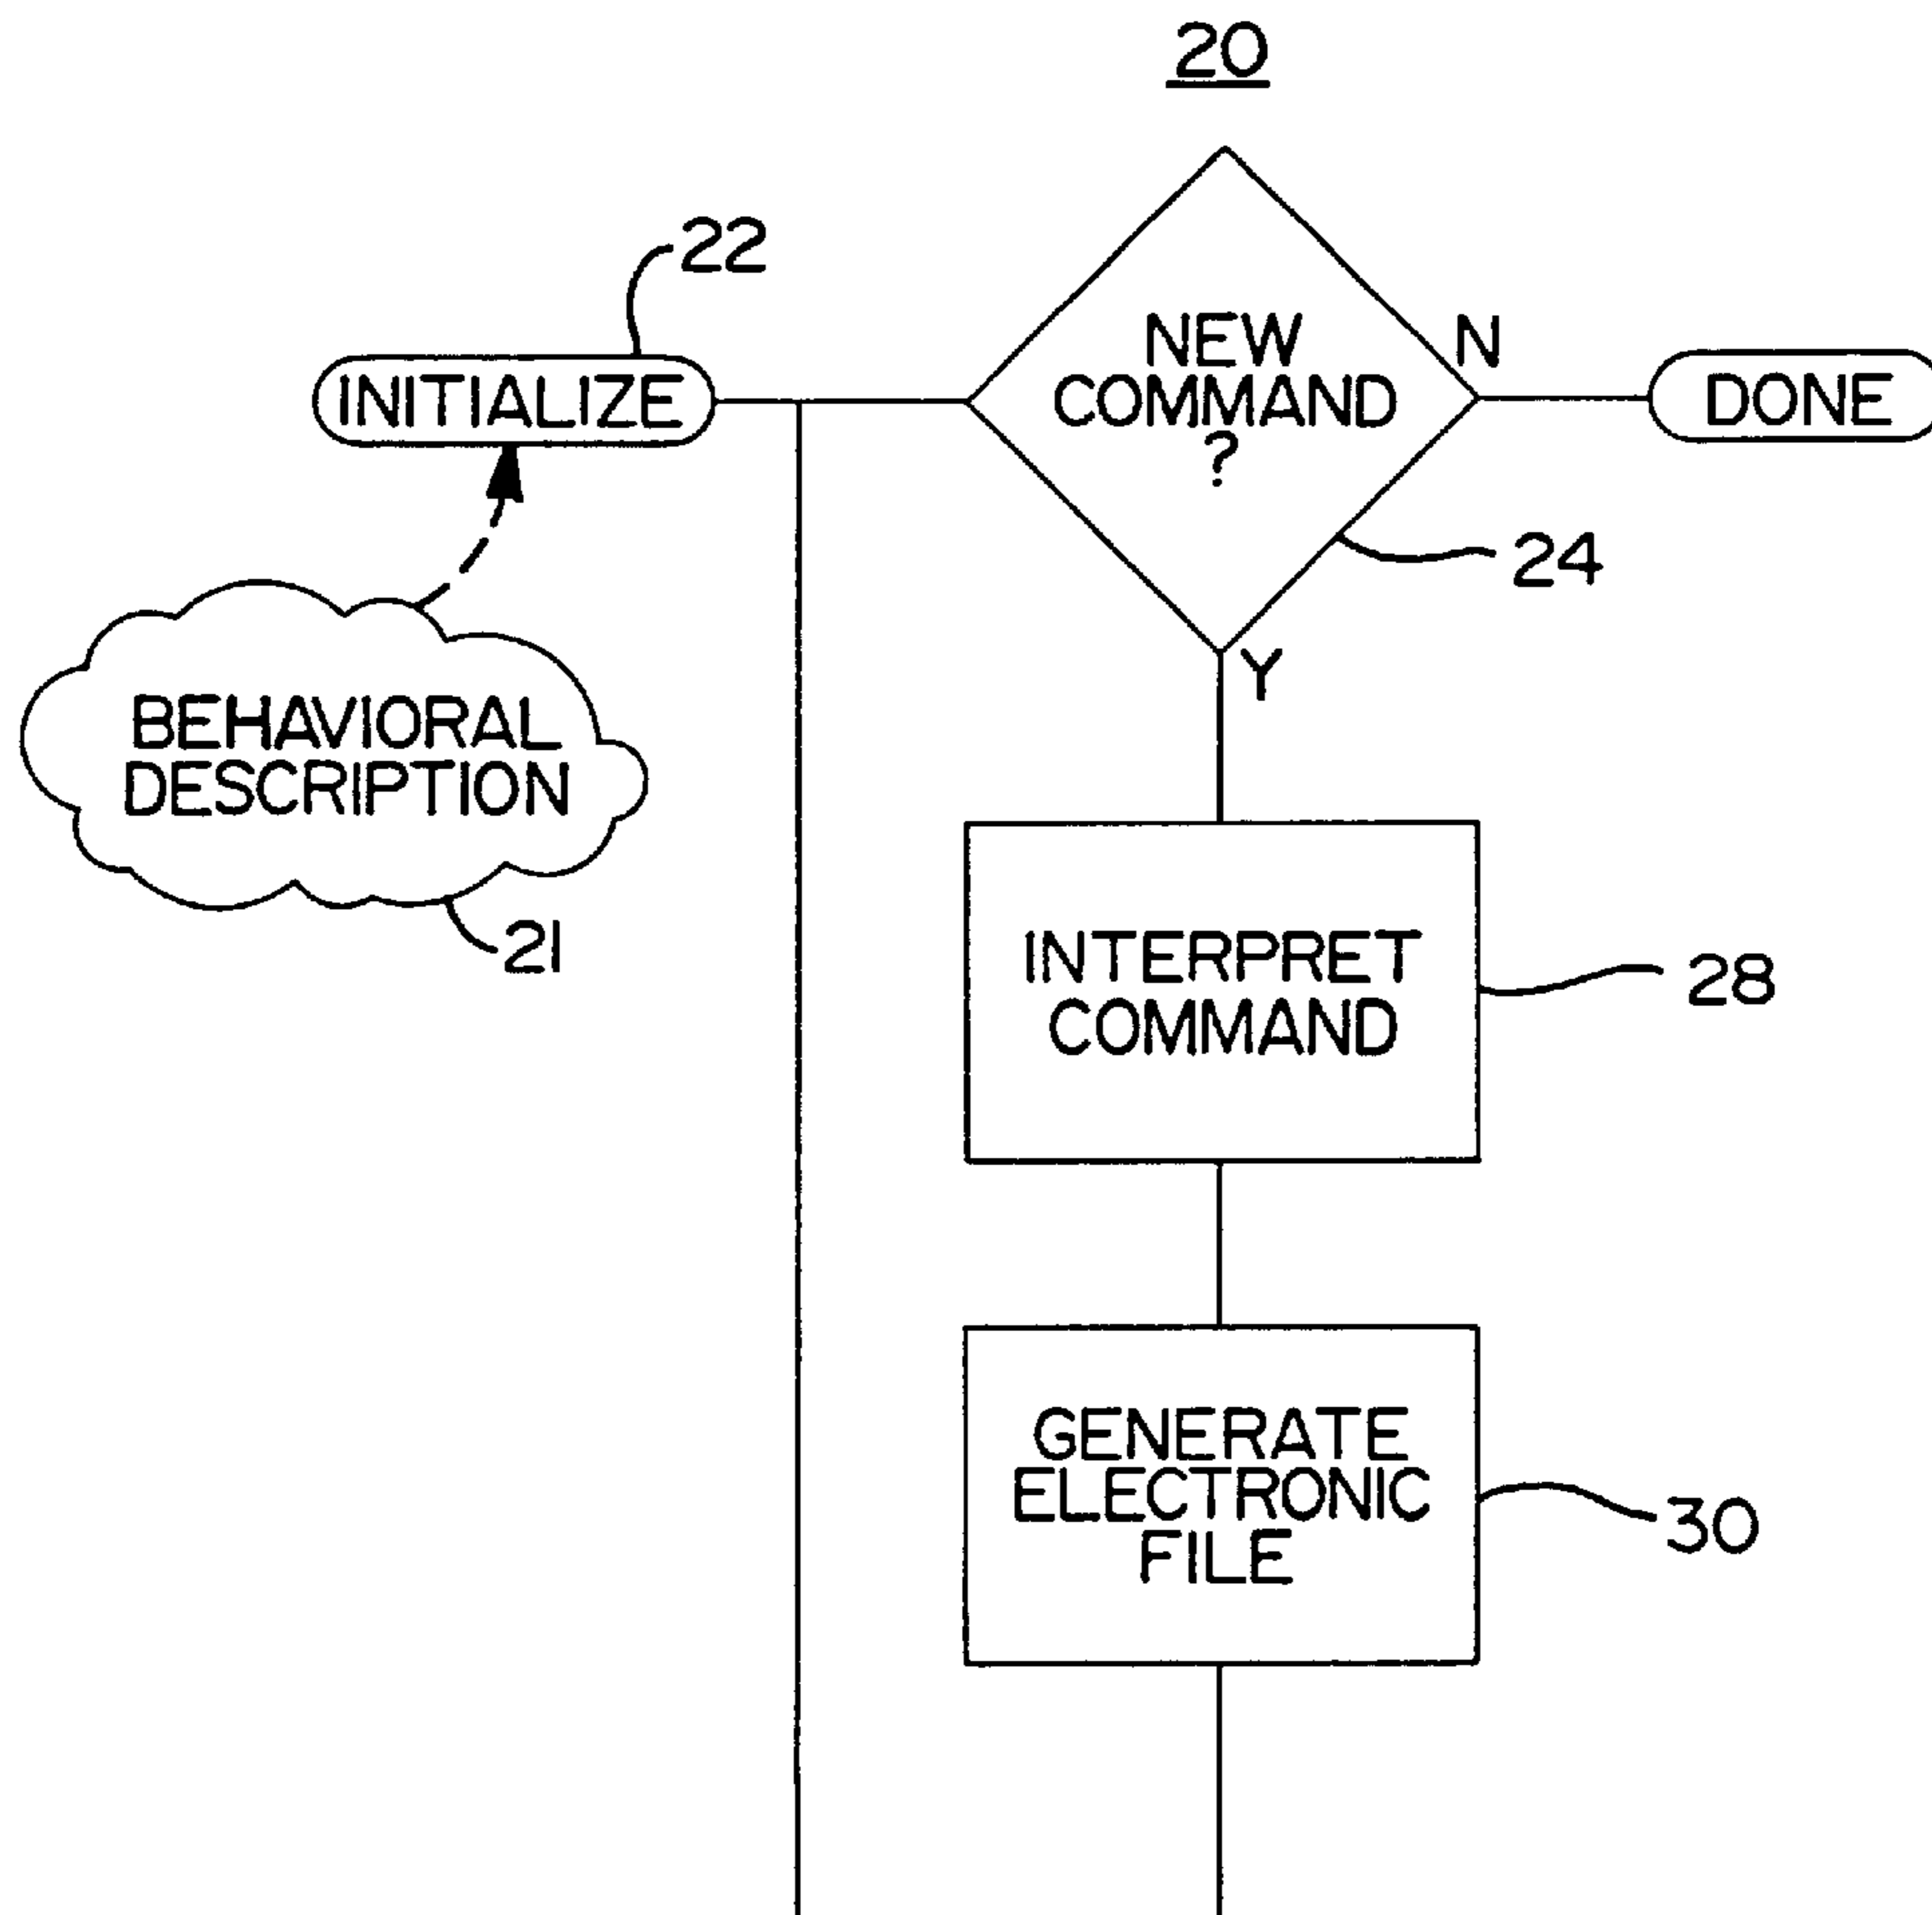 20
22
NEW
COMMAND
?
N
INITIALIZE
DONE
24
Y
BEHAVIORAL
DESCRIPTION
21
INTERPRET
COMMAND
28
GENERATE
ELECTRONIC
FILE
30